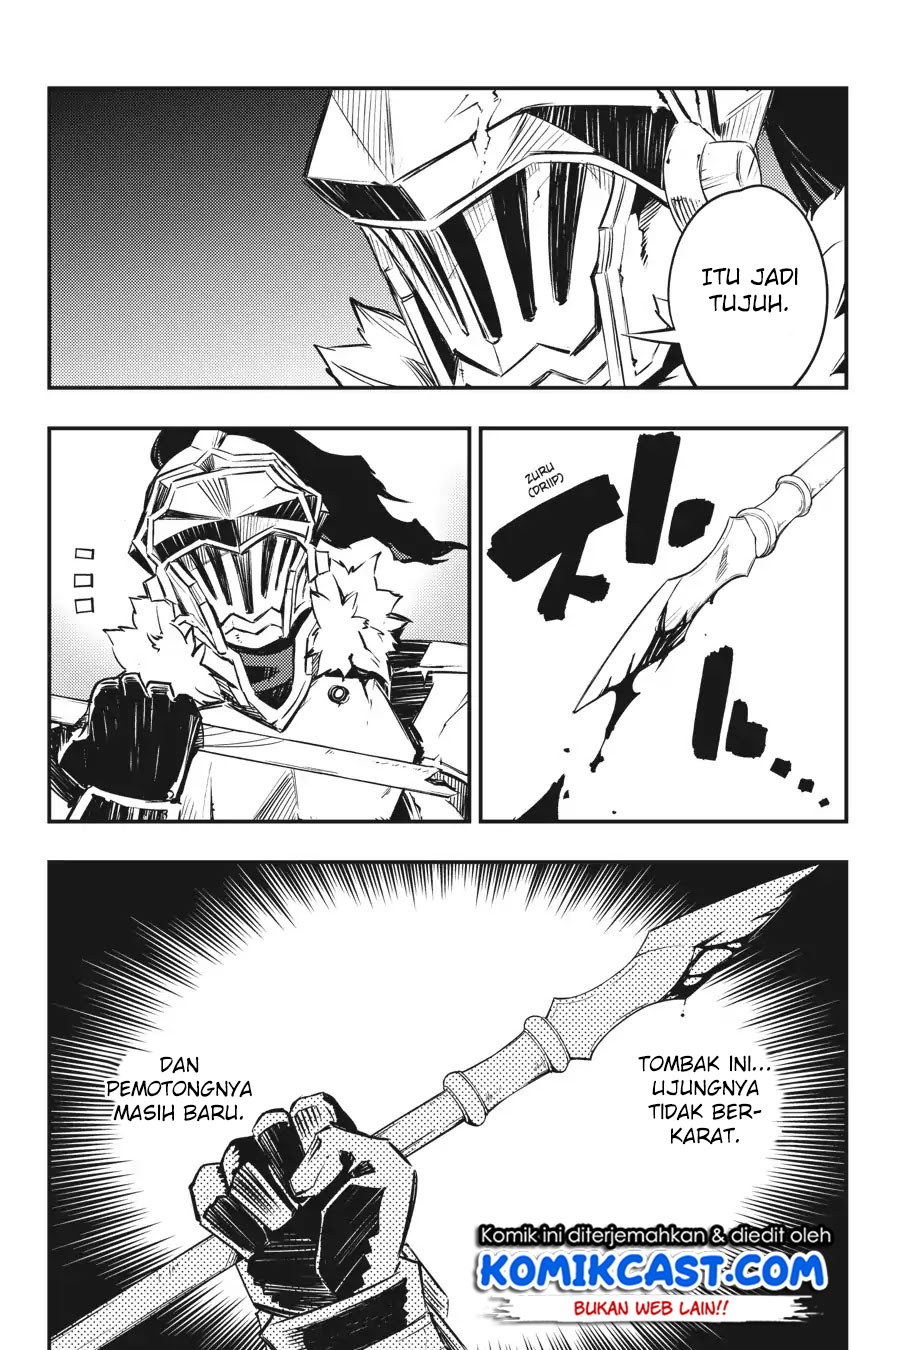 ITU JADI
TUJUH.
ZURU
(DRIIP)
ズル
ル...
TOMBAK INI...
UJUNGNYA
TIDAK BER-
KARAT.
DAN
PEMOTONGNYA
MASIH BARU.
Komik ini diterjemahkan & diedit oleh
KOMIKCAST.COM
BUKAN WEB LAIN!!